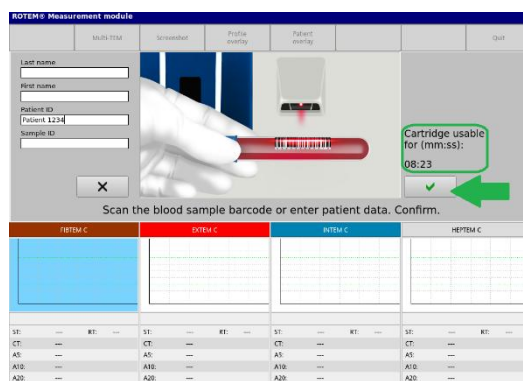 ROTEM® Measurement module
Multi-TEM Screenshot Profile overlay Patient overlay Quit
Last name
First name
Patient ID
Patient 1234
Sample ID
Cartridge usable
for (mm:ss):
08:23
Scan the blood sample barcode or enter patient data. Confirm.
FIBTEM C EXTEM C INTEM C HEPTEM C
ST: --- RT: --- ST: --- RT: --- ST: --- RT: --- ST: --- RT: ---
CT: --- CT: --- CT: --- CT: ---
A5: --- A5: --- A5: --- A5: ---
A10: --- A10: --- A10: --- A10: ---
A20: --- A20: --- A20: --- A20: ---